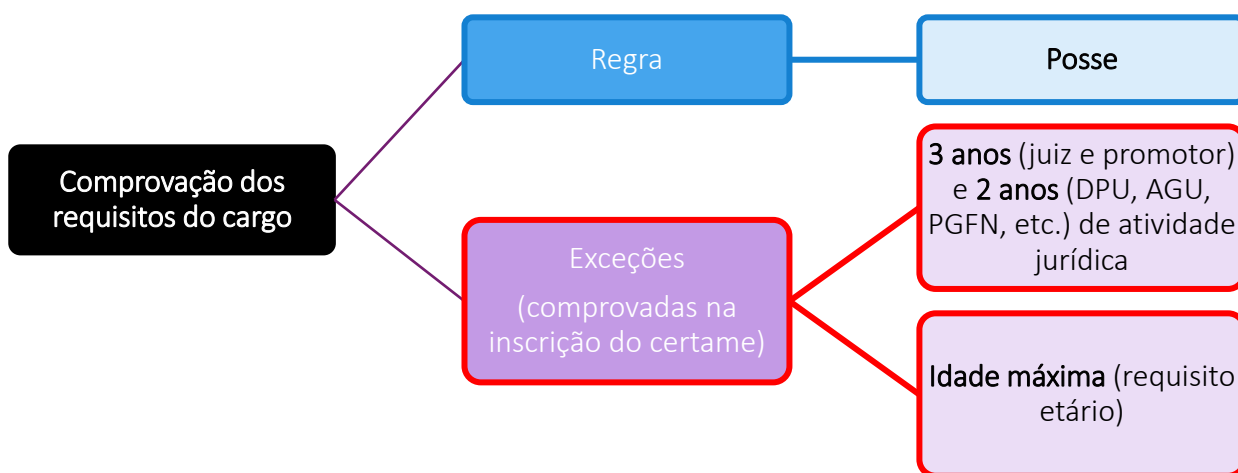 Comprovação dos
requisitos do cargo
Regra
Posse
Exceções
(comprovadas na
inscrição do certame)
3 anos (juiz e promotor)
e 2 anos (DPU, AGU,
PGFN, etc.) de atividade
jurídica
Idade máxima (requisito
etário)